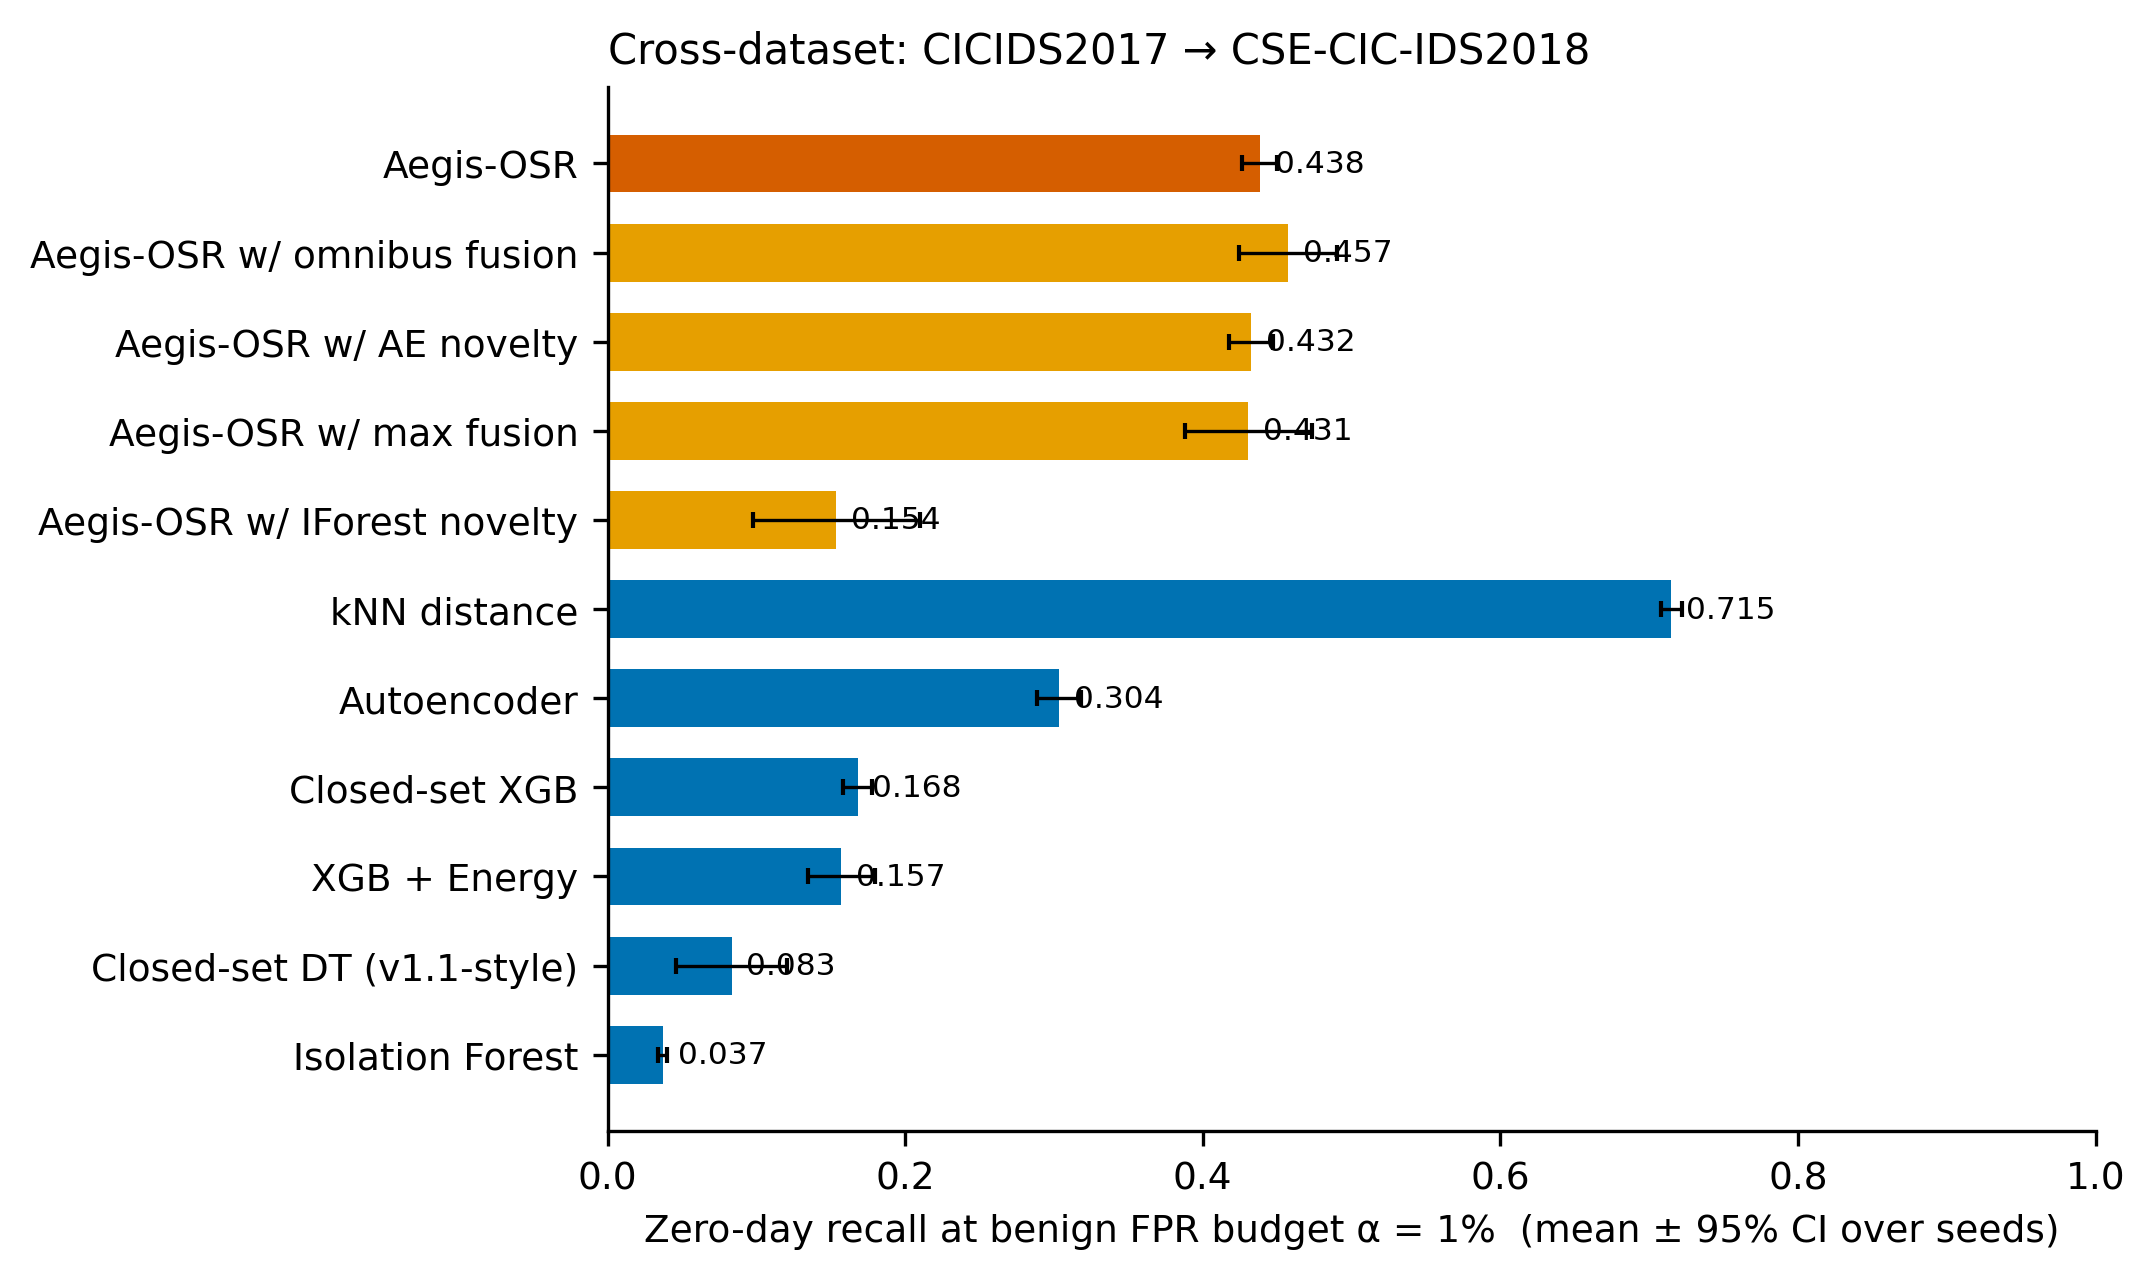 Cross-dataset: CICIDS2017 → CSE-CIC-IDS2018
Aegis-OSR 0.438
Aegis-OSR w/ omnibus fusion 0.457
Aegis-OSR w/ AE novelty 0.432
Aegis-OSR w/ max fusion 0.431
Aegis-OSR w/ IForest novelty 0.154
kNN distance 0.715
Autoencoder 0.304
Closed-set XGB 0.168
XGB + Energy 0.157
Closed-set DT (v1.1-style) 0.083
Isolation Forest 0.037
0.0 0.2 0.4 0.6 0.8 1.0
Zero-day recall at benign FPR budget α = 1% (mean ± 95% CI over seeds)